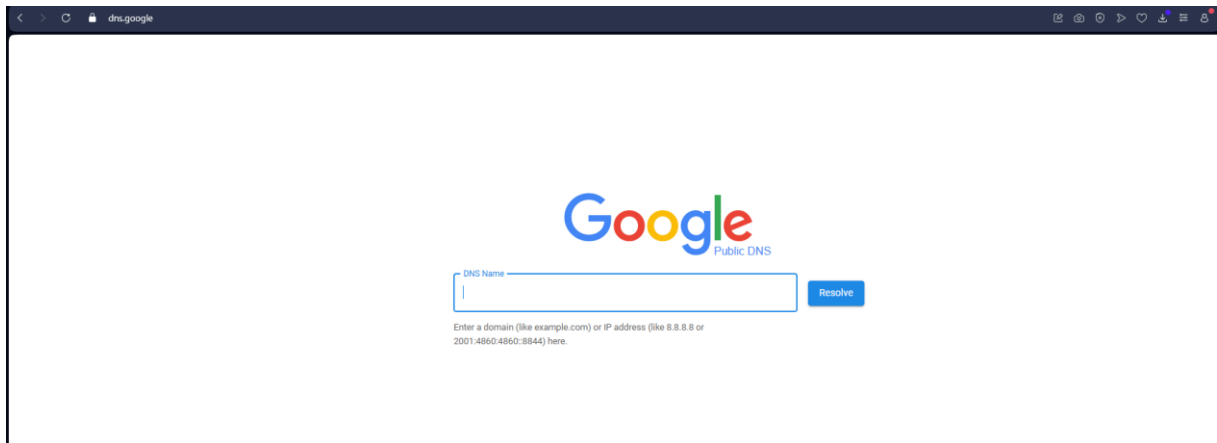 dns.google
Google
Public DNS
DNS Name
Resolve
Enter a domain (like example.com) or IP address (like 8.8.8.8 or
2001:4860:4860::8844) here.